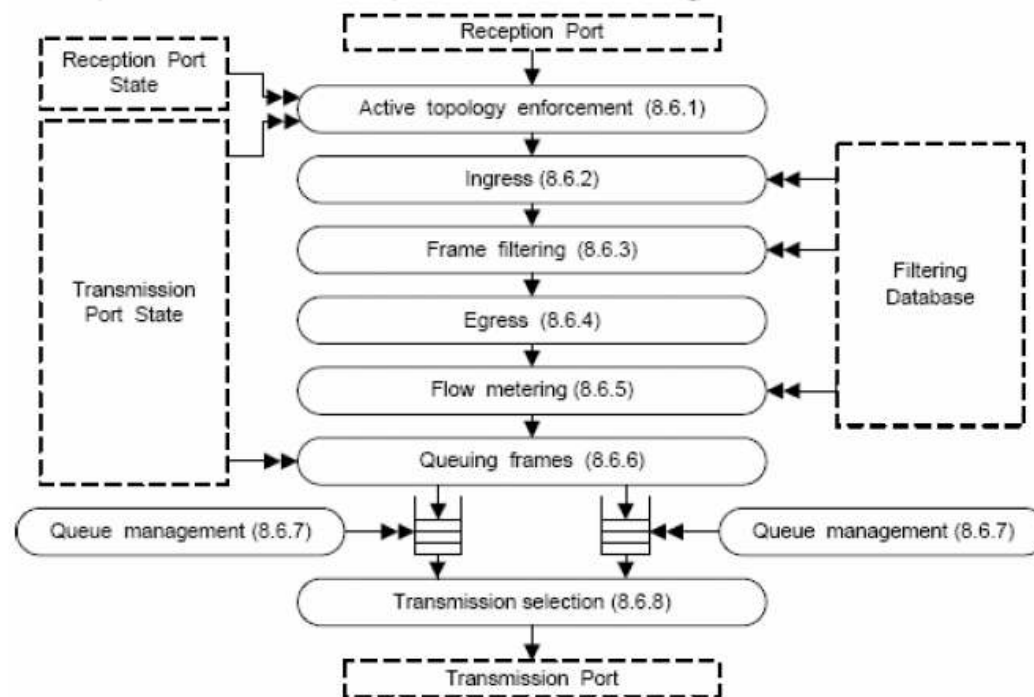 Reception Port
Reception Port
State
Active topology enforcement (8.6.1)
Ingress (8.6.2)
Frame filtering (8.6.3)
Filtering
Database
Transmission
Port State
Egress (8.6.4)
Flow metering (8.6.5)
Queuing frames (8.6.6)
Queue management (8.6.7)
Queue management (8.6.7)
Transmission selection (8.6.8)
Transmission Port